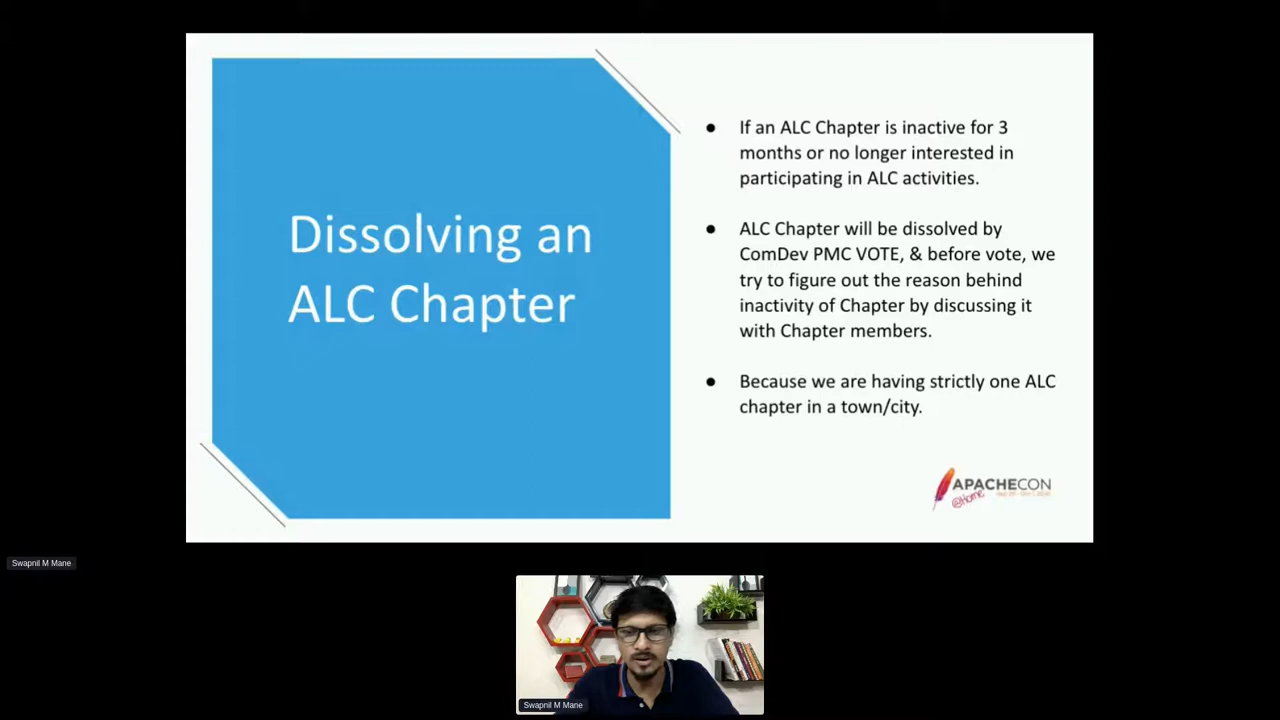 Dissolving an
ALC Chapter
● If an ALC Chapter is inactive for 3
months or no longer interested in
participating in ALC activities.
● ALC Chapter will be dissolved by
ComDev PMC VOTE, & before vote, we
try to figure out the reason behind
inactivity of Chapter by discussing it
with Chapter members.
● Because we are having strictly one ALC
chapter in a town/city.
APACHECON
@Home
Swapnil M Mane
Swapnil M Mane